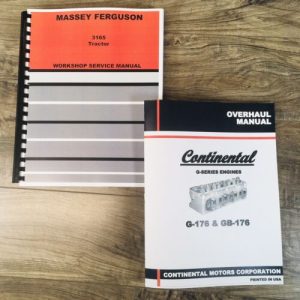 MASSEY FERGUSON
3165
Tractor
WORKSHOP SERVICE MANUAL
OVERHAUL
MANUAL
Continental
G-SERIES ENGINES
G-176 & GB-176
CONTINENTAL MOTORS CORPORATION
PRINTED IN USA